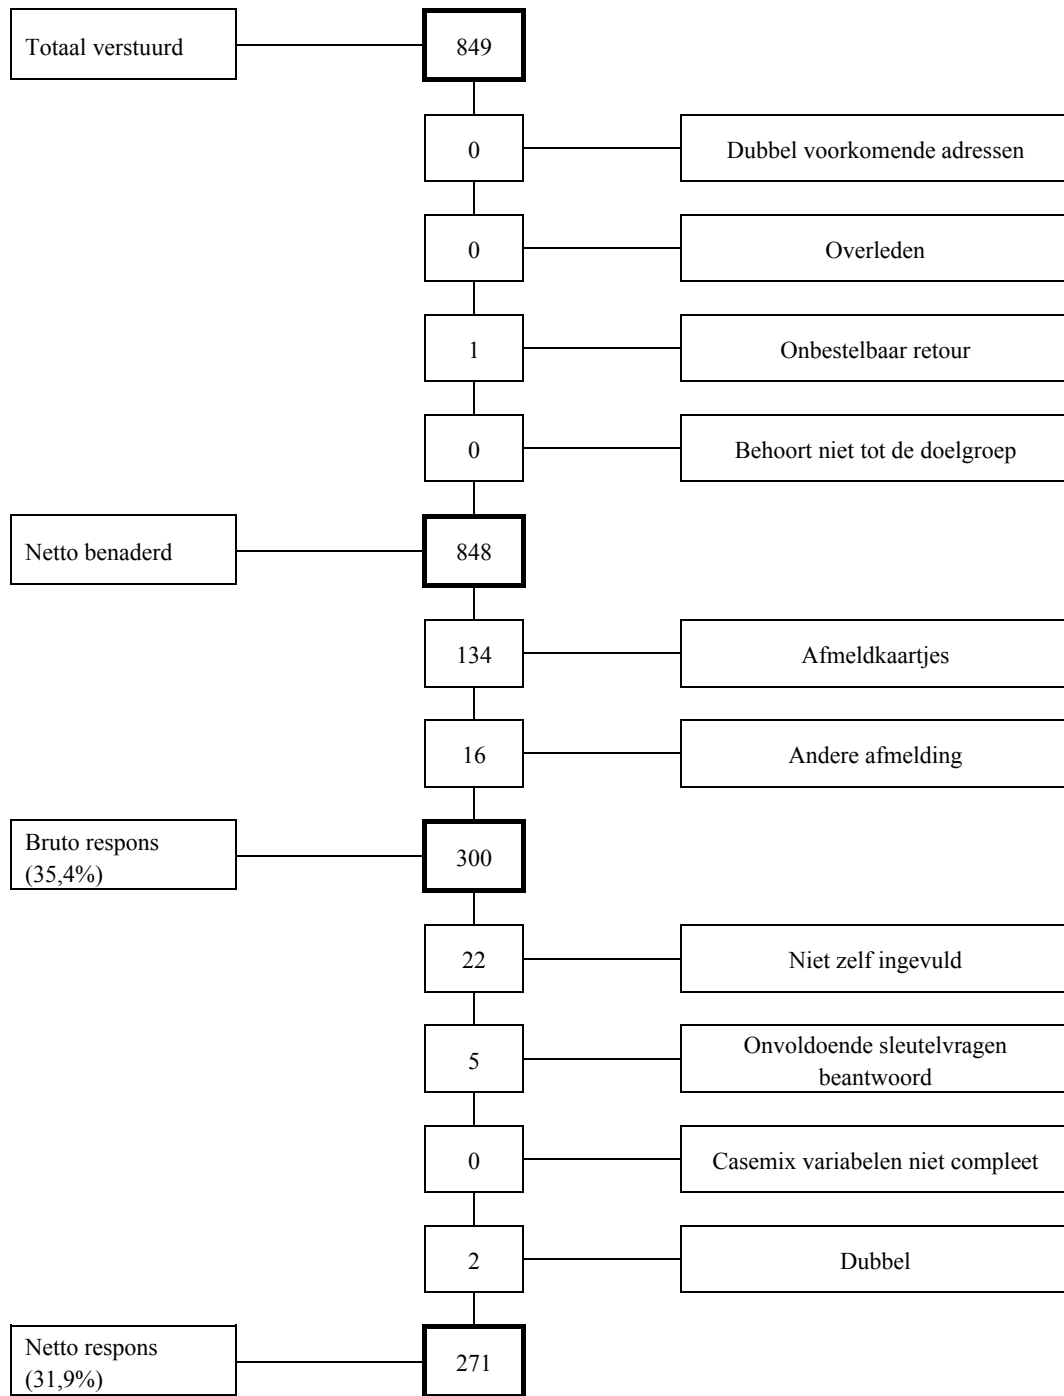 Totaal verstuurd
849
0
Dubbel voorkomende adressen
0
Overleden
1
Onbestelbaar retour
0
Behoort niet tot de doelgroep
Netto benaderd
848
134
Afmeldkaartjes
16
Andere afmelding
Bruto respons
(35,4%)
300
22
Niet zelf ingevuld
5
Onvoldoende sleutelvragen
beantwoord
0
Casemix variabelen niet compleet
2
Dubbel
Netto respons
(31,9%)
271